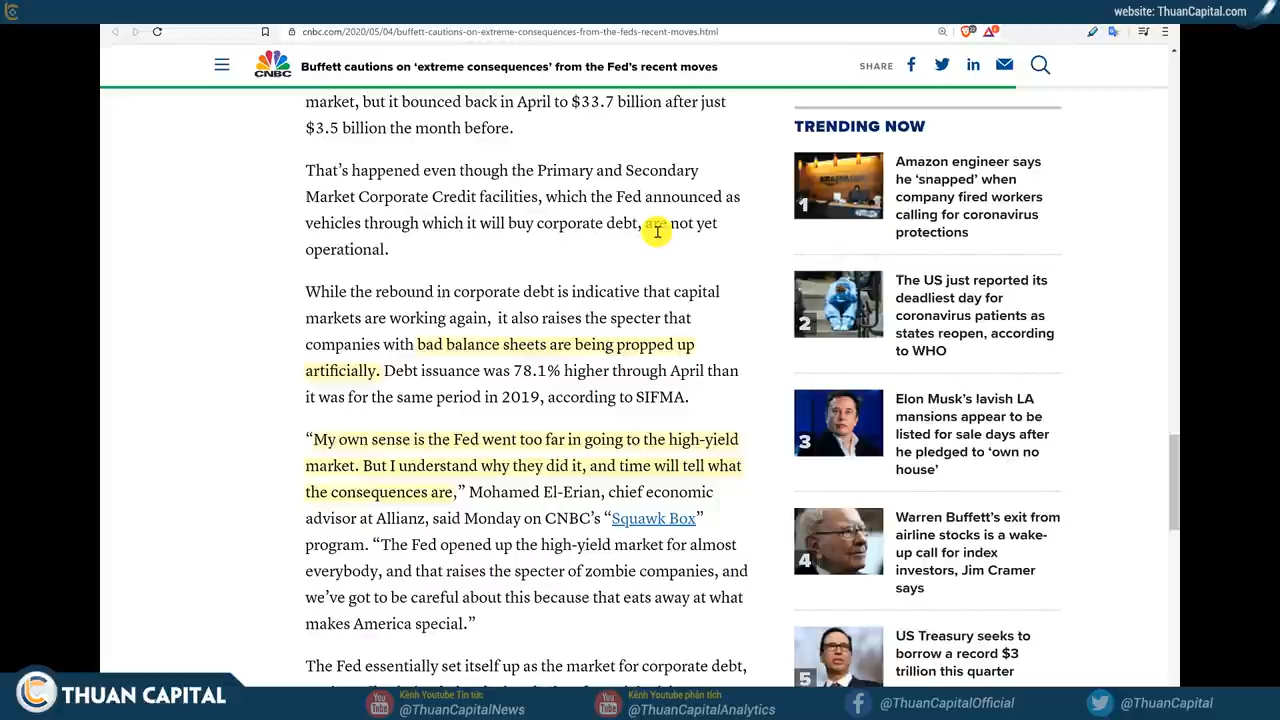 website: ThuanCapital.com
cnbc.com/2020/05/04/buffett-cautions-on-extreme-consequences-from-the-feds-recent-moves.html
CNBC
Buffett cautions on ‘extreme consequences’ from the Fed’s recent moves
SHARE
market, but it bounced back in April to $33.7 billion after just
$3.5 billion the month before.
That’s happened even though the Primary and Secondary
Market Corporate Credit facilities, which the Fed announced as
vehicles through which it will buy corporate debt, are not yet
operational.
While the rebound in corporate debt is indicative that capital
markets are working again, it also raises the specter that
companies with bad balance sheets are being propped up
artificially. Debt issuance was 78.1% higher through April than
it was for the same period in 2019, according to SIFMA.
“My own sense is the Fed went too far in going to the high-yield
market. But I understand why they did it, and time will tell what
the consequences are,” Mohamed El-Erian, chief economic
advisor at Allianz, said Monday on CNBC’s “Squawk Box”
program. “The Fed opened up the high-yield market for almost
everybody, and that raises the specter of zombie companies, and
we’ve got to be careful about this because that eats away at what
makes America special.”
The Fed essentially set itself up as the market for corporate debt,
TRENDING NOW
1
Amazon engineer says
he ‘snapped’ when
company fired workers
calling for coronavirus
protections
2
The US just reported its
deadliest day for
coronavirus patients as
states reopen, according
to WHO
3
Elon Musk’s lavish LA
mansions appear to be
listed for sale days after
he pledged to ‘own no
house’
4
Warren Buffett’s exit from
airline stocks is a wake-
up call for index
investors, Jim Cramer
says
5
US Treasury seeks to
borrow a record $3
trillion this quarter
THUAN CAPITAL
You Tube
Kênh Youtube Tin tức
@ThuanCapitalNews
You Tube
Kênh Youtube phân tích
@ThuanCapitalAnalytics
@ThuanCapitalOfficial
@ThuanCapital